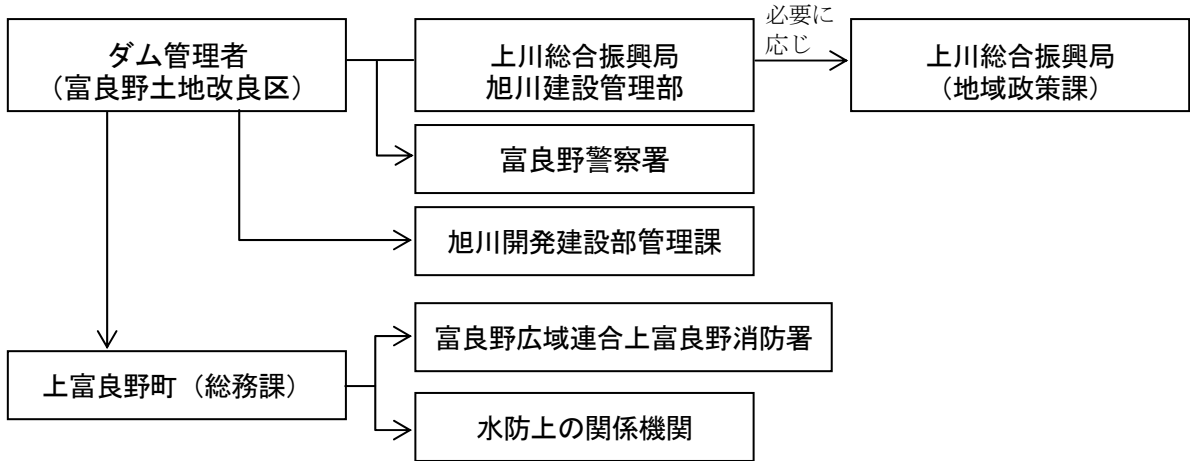 ダム管理者
（富良野土地改良区）
上川総合振興局
旭川建設管理部
必要に
応じ
上川総合振興局
（地域政策課）
富良野警察署
旭川開発建設部管理課
富良野広域連合上富良野消防署
上富良野町（総務課）
水防上の関係機関